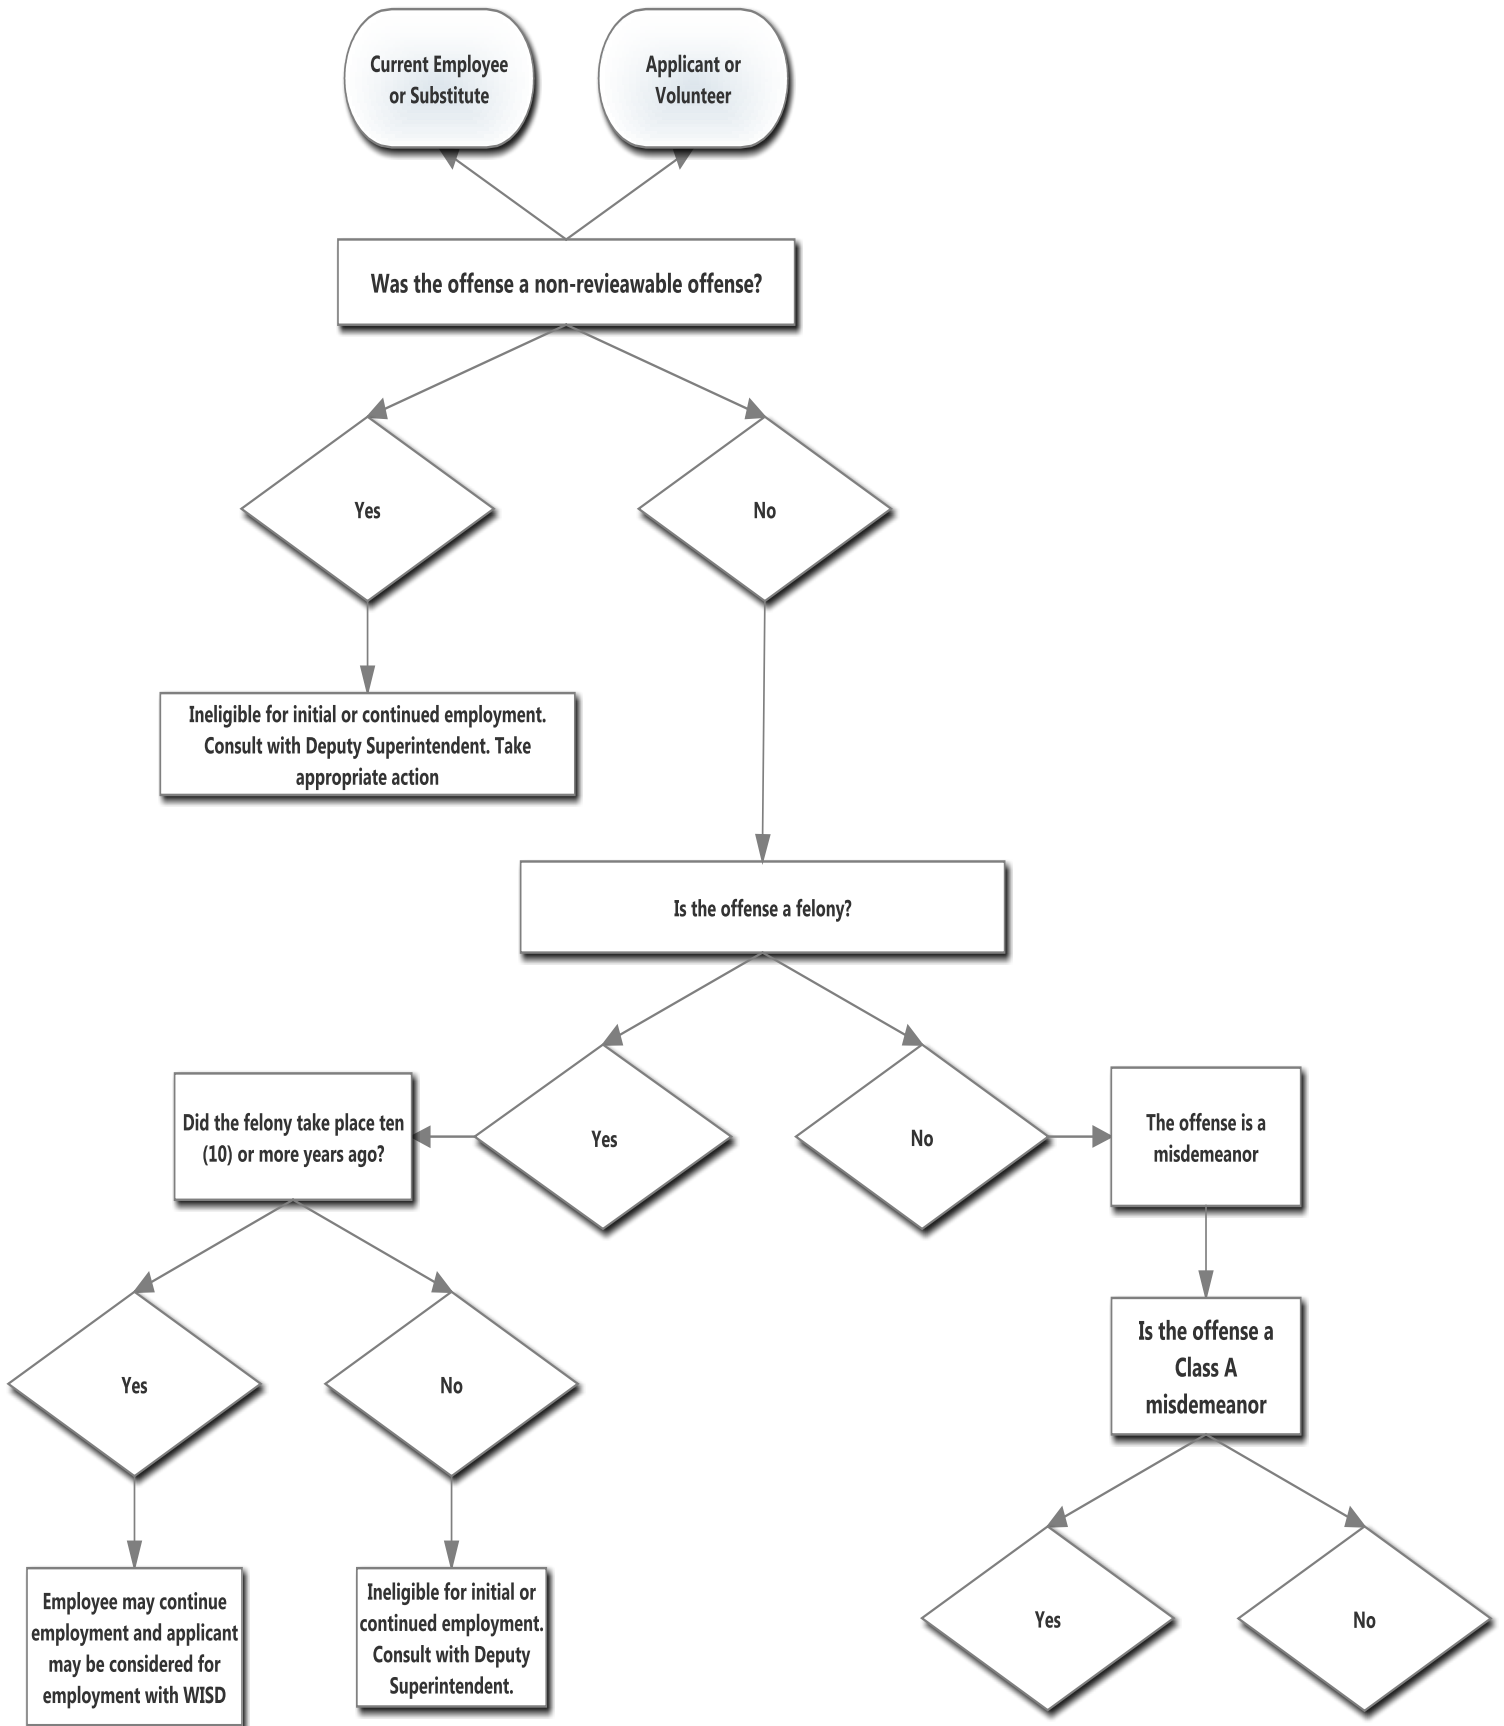 Current Employee
or Substitute
Applicant or
Volunteer
Was the offense a non-revieawable offense?
Yes
No
Ineligible for initial or continued employment.
Consult with Deputy Superintendent. Take
appropriate action
Is the offense a felony?
Did the felony take place ten
(10) or more years ago?
Yes
No
The offense is a
misdemeanor
Yes
No
Is the offense a
Class A
misdemeanor
Employee may continue
employment and applicant
may be considered for
employment with WISD
Ineligible for initial or
continued employment.
Consult with Deputy
Superintendent.
Yes
No